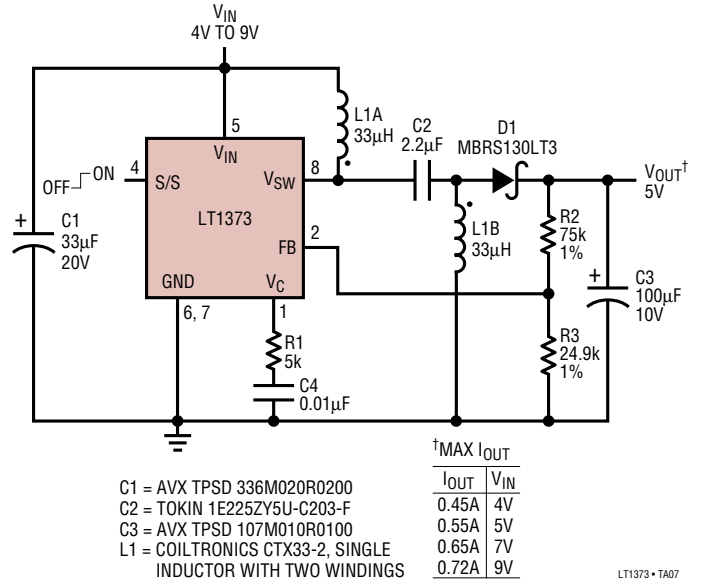 VIN
4V TO 9V
L1A
33µH
C2
2.2µF
D1
MBRS130LT3
VOUT†
5V
OFF
ON
4
S/S
5
VIN
VSW
8
LT1373
FB
2
GND
6, 7
VC
1
+
C1
33µF
20V
L1B
33µH
R2
75k
1%
+
C3
100µF
10V
R1
5k
C4
0.01µF
R3
24.9k
1%
C1 = AVX TPSD 336M020R0200
C2 = TOKIN 1E225ZY5U-C203-F
C3 = AVX TPSD 107M010R0100
L1 = COILTRONICS CTX33-2, SINGLE
INDUCTOR WITH TWO WINDINGS
†MAX IOUT
IOUT VIN
0.45A 4V
0.55A 5V
0.65A 7V
0.72A 9V
LT1373 • TA07